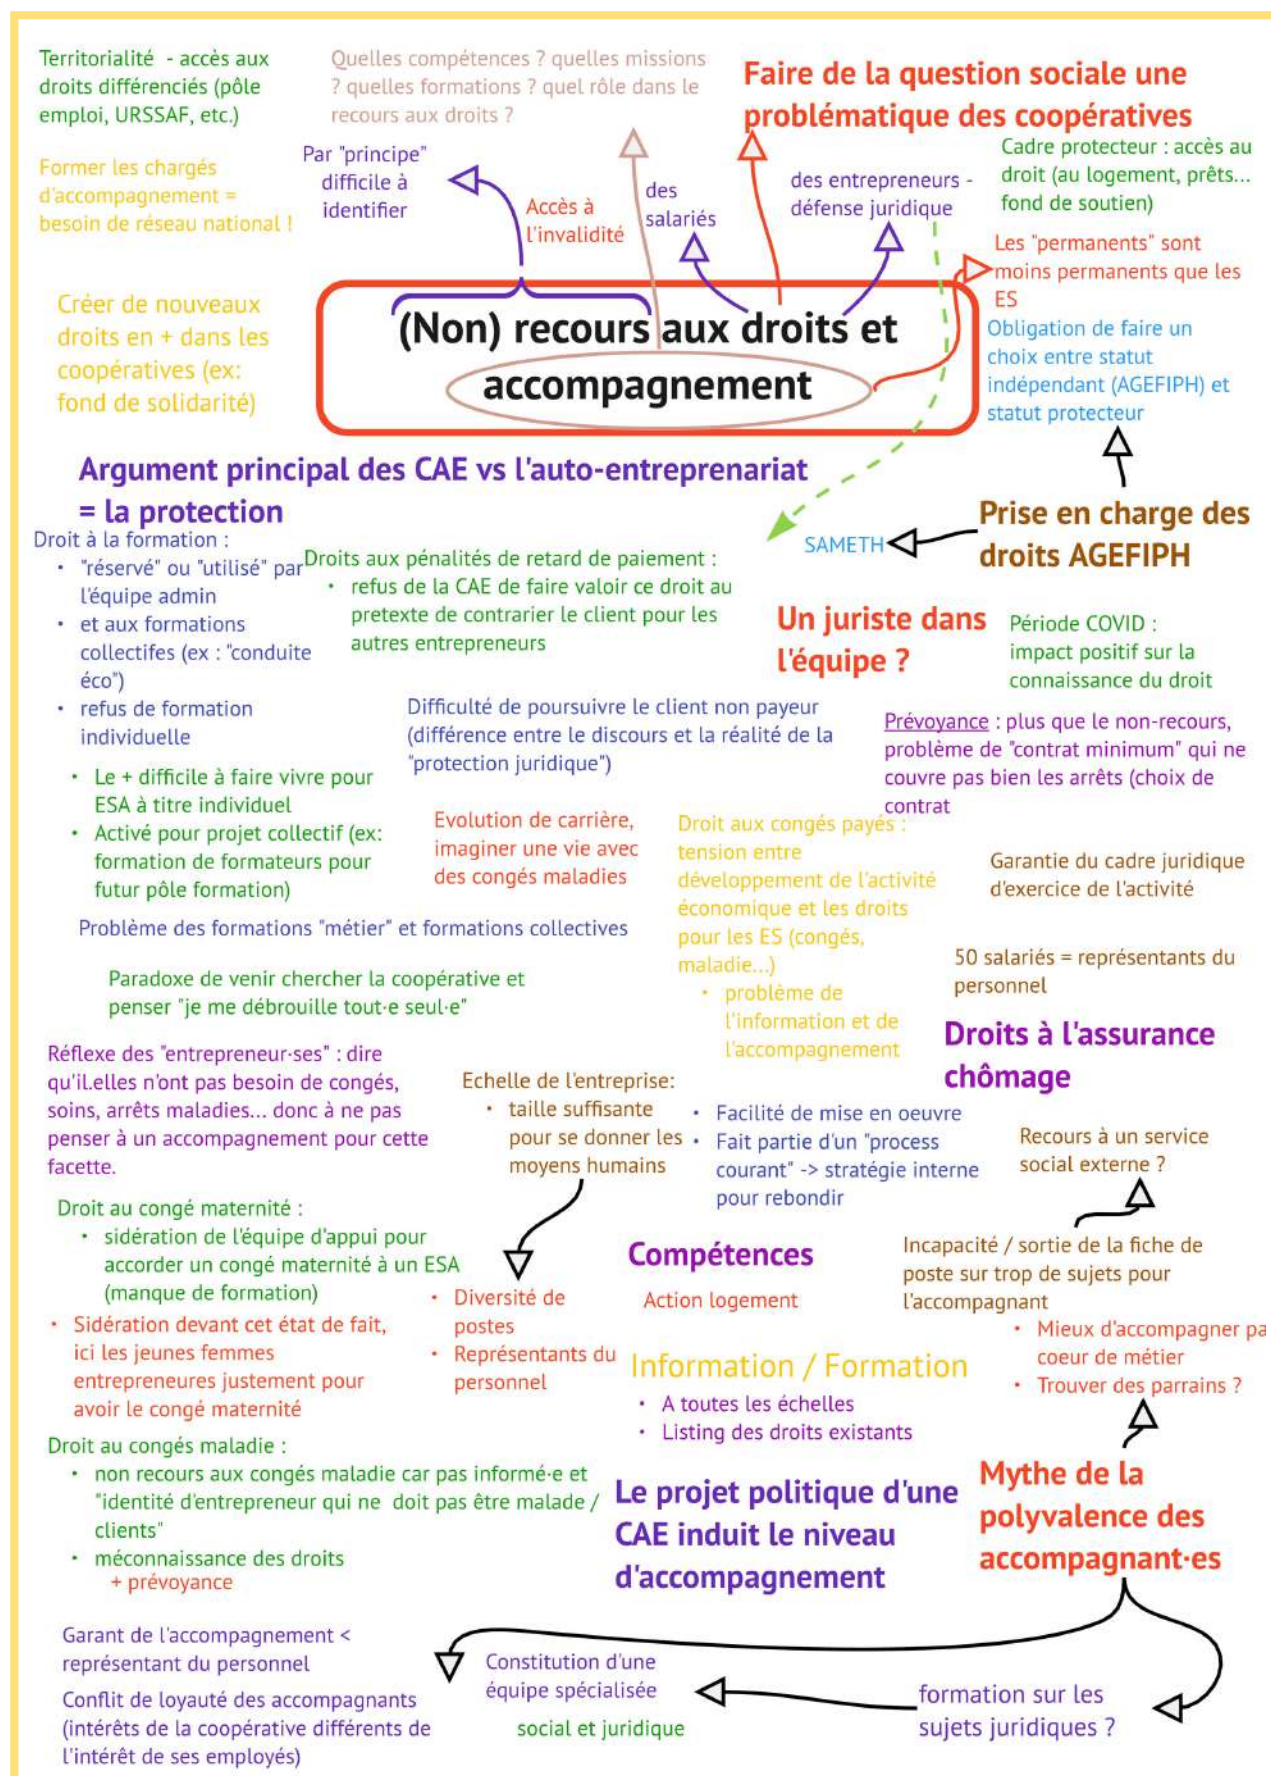 Territorialité  - accès aux
droits différenciés (pôle
emploi, URSSAF, etc.)
Quelles compétences ? quelles missions
? quelles formations ? quel rôle dans le
recours aux droits ?
Faire de la question sociale une
problématique des coopératives
Former les chargés
d'accompagnement =
besoin de réseau national !
Par "principe"
difficile à
identifier
Accès à
l'invalidité
des
salariés
des entrepreneurs -
défense juridique
Cadre protecteur : accès au
droit (au logement, prêts...
fond de soutien)
Les "permanents" sont
moins permanents que les
ES
Créer de nouveaux
droits en + dans les
coopératives (ex:
fond de solidarité)
(Non) recours aux droits et
accompagnement
Obligation de faire un
choix entre statut
indépendant (AGEFIPH) et
statut protecteur
Argument principal des CAE vs l'auto-entreprenariat
= la protection
Prise en charge des
droits AGEFIPH
SAMETH
Droit à la formation :
• "réservé" ou "utilisé" par
l'équipe admin
• et aux formations
collectifes (ex : "conduite
éco")
• refus de formation
individuelle
Droits aux pénalités de retard de paiement :
• refus de la CAE de faire valoir ce droit au
pretexte de contrarier le client pour les
autres entrepreneurs
Un juriste dans
l'équipe ?
Période COVID :
impact positif sur la
connaissance du droit
Difficulté de poursuivre le client non payeur
(différence entre le discours et la réalité de la
"protection juridique")
Prévoyance : plus que le non-recours,
problème de "contrat minimum" qui ne
couvre pas bien les arrêts (choix de
contrat
• Le + difficile à faire vivre pour
ESA à titre individuel
• Activé pour projet collectif (ex:
formation de formateurs pour
futur pôle formation)
Evolution de carrière,
imaginer une vie avec
des congés maladies
Droit aux congés payés :
tension entre
développement de l'activité
économique et les droits
pour les ES (congés,
maladie...)
• problème de
l'information et de
l'accompagnement
Garantie du cadre juridique
d'exercice de l'activité
Problème des formations "métier" et formations collectives
50 salariés = représentants du
personnel
Paradoxe de venir chercher la coopérative et
penser "je me débrouille tout·e seul·e"
Droits à l'assurance
chômage
Réflexe des "entrepreneur·ses" : dire
qu'il.elles n'ont pas besoin de congés,
soins, arrêts maladies... donc à ne pas
penser à un accompagnement pour cette
facette.
Echelle de l'entreprise:
• taille suffisante
pour se donner les
moyens humains
• Facilité de mise en oeuvre
• Fait partie d'un "process
courant" -> stratégie interne
pour rebondir
Recours à un service
social externe ?
Droit au congé maternité :
• sidération de l'équipe d'appui pour
accorder un congé maternité à un ESA
(manque de formation)
• Sidération devant cet état de fait,
ici les jeunes femmes
entrepreneures justement pour
avoir le congé maternité
• Diversité de
postes
• Représentants du
personnel
Compétences
Action logement
Incapacité / sortie de la fiche de
poste sur trop de sujets pour
l'accompagnant
• Mieux d'accompagner pa
coeur de métier
• Trouver des parrains ?
Information / Formation
• A toutes les échelles
• Listing des droits existants
Droit au congés maladie :
• non recours aux congés maladie car pas informé·e et
"identité d'entrepreneur qui ne  doit pas être malade /
clients"
• méconnaissance des droits
+ prévoyance
Le projet politique d'une
CAE induit le niveau
d'accompagnement
Mythe de la
polyvalence des
accompagnant·es
Garant de l'accompagnement <
représentant du personnel
Conflit de loyauté des accompagnants
(intérêts de la coopérative différents de
l'intérêt de ses employés)
Constitution d'une
équipe spécialisée
social et juridique
formation sur les
sujets juridiques ?